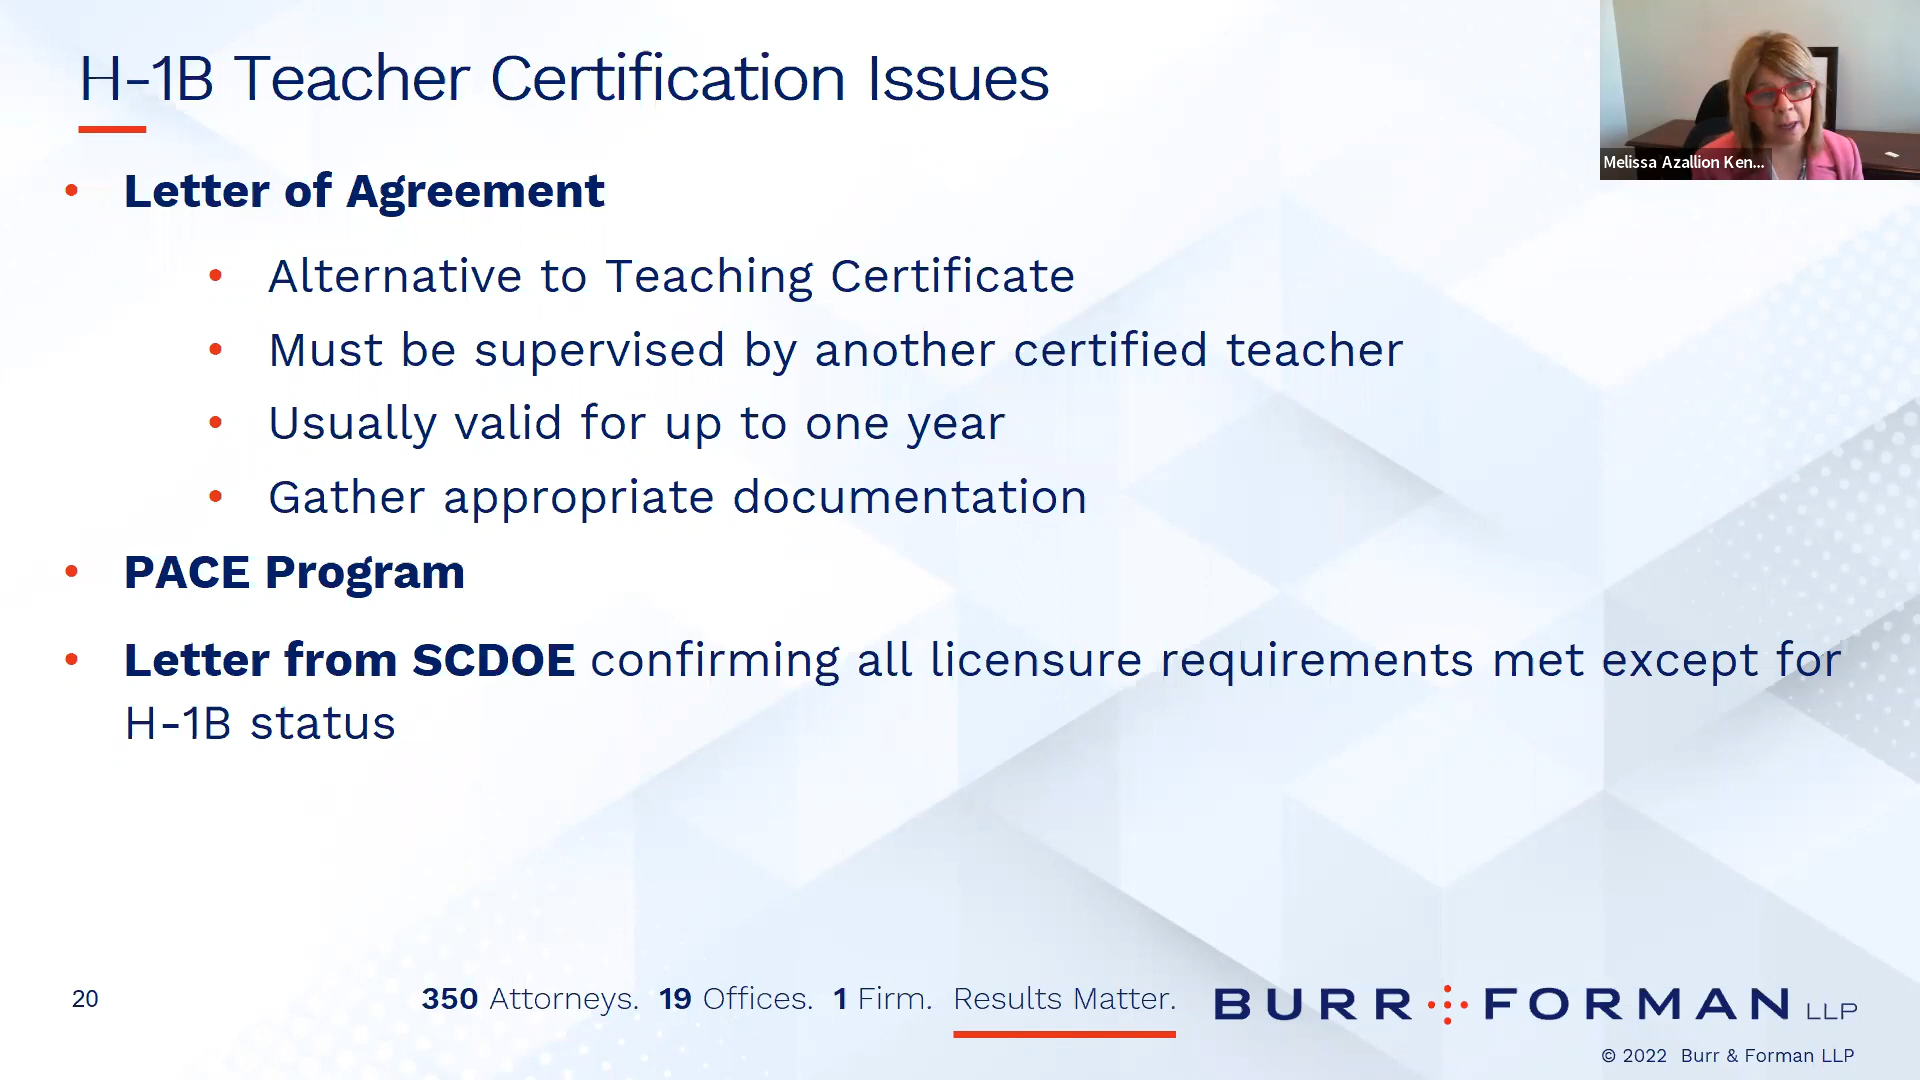 H-1B Teacher Certification Issues
Melissa Azallion Ken...
• Letter of Agreement
• Alternative to Teaching Certificate
• Must be supervised by another certified teacher
• Usually valid for up to one year
• Gather appropriate documentation
• PACE Program
• Letter from SCDOE confirming all licensure requirements met except for
H-1B status
20
350 Attorneys. 19 Offices. 1 Firm. Results Matter.
BURR FORMAN LLP
© 2022 Burr & Forman LLP